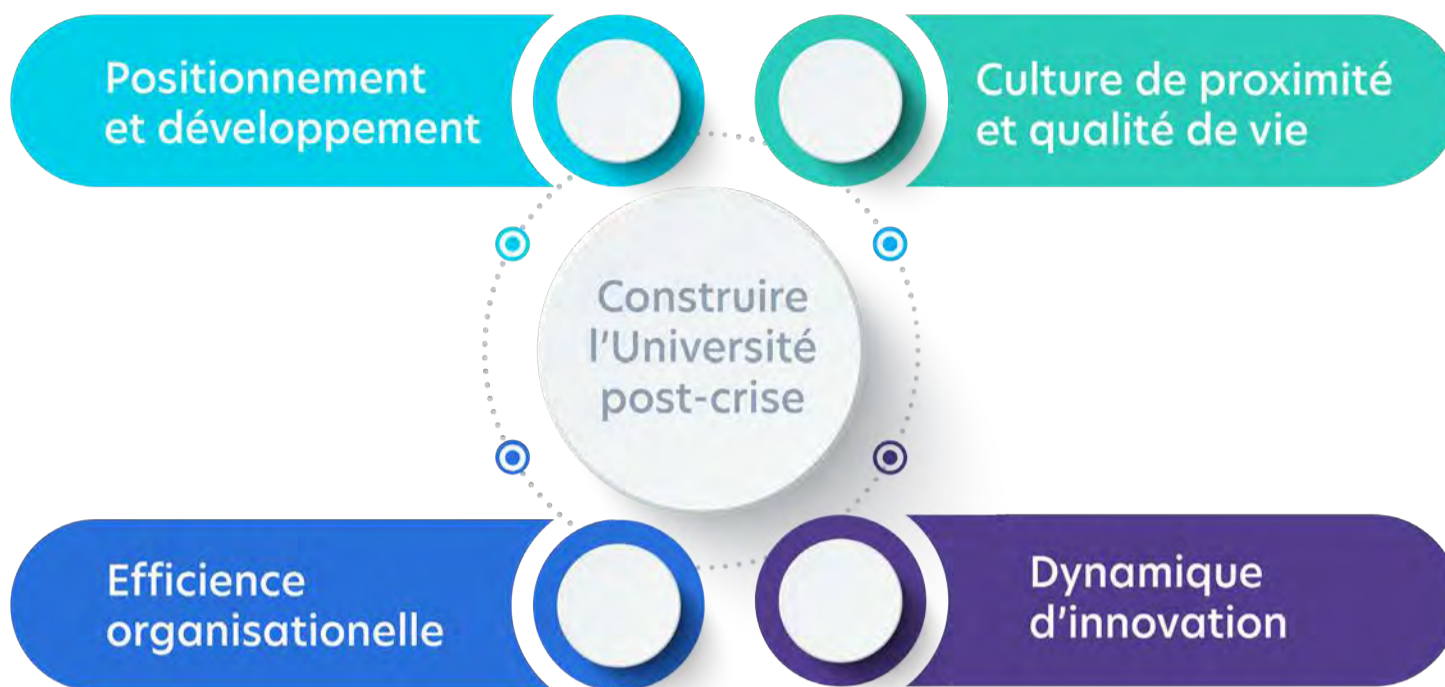 Positionnement
et développement
Culture de proximité
et qualité de vie
Construire
l'Université
post-crise
Efficience
organisationelle
Dynamique
d'innovation